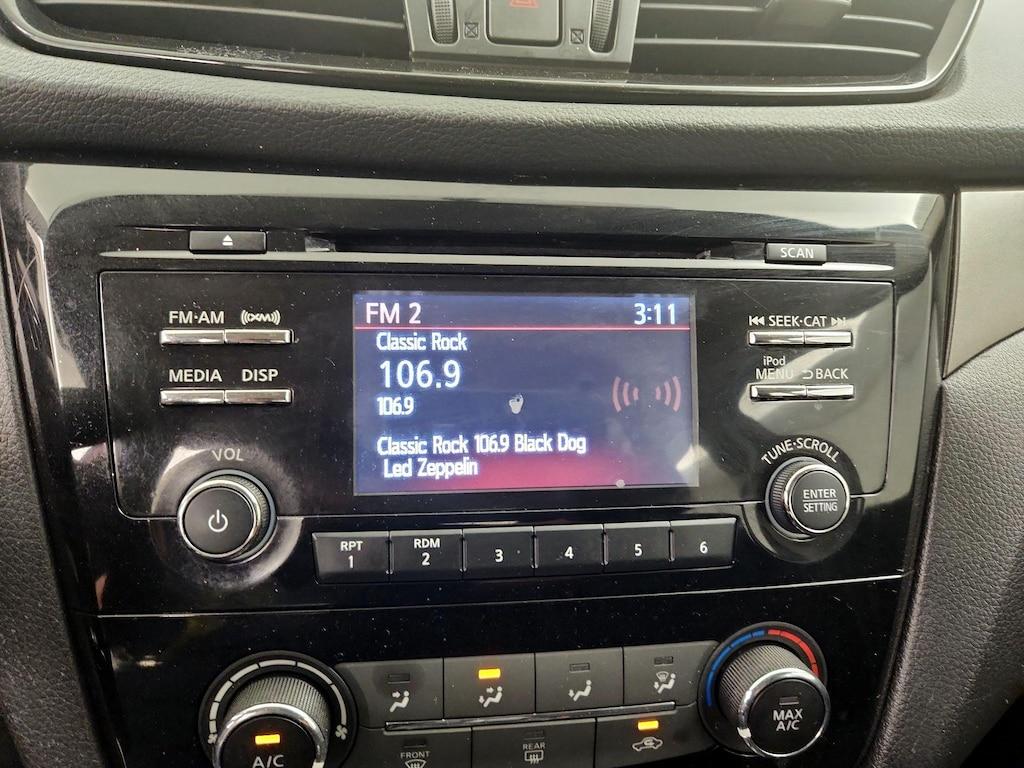 SCAN
FM·AM
((XM))
MEDIA
DISP
VOL
FM 2
3:11
Classic Rock
106.9
106.9
Classic Rock 106.9 Black Dog
Led Zeppelin
SEEK·CAT
iPod
MENU
BACK
TUNE·SCROLL
ENTER
SETTING
RPT
1
RDM
2
3
4
5
6
A/C
FRONT
REAR
MAX
A/C